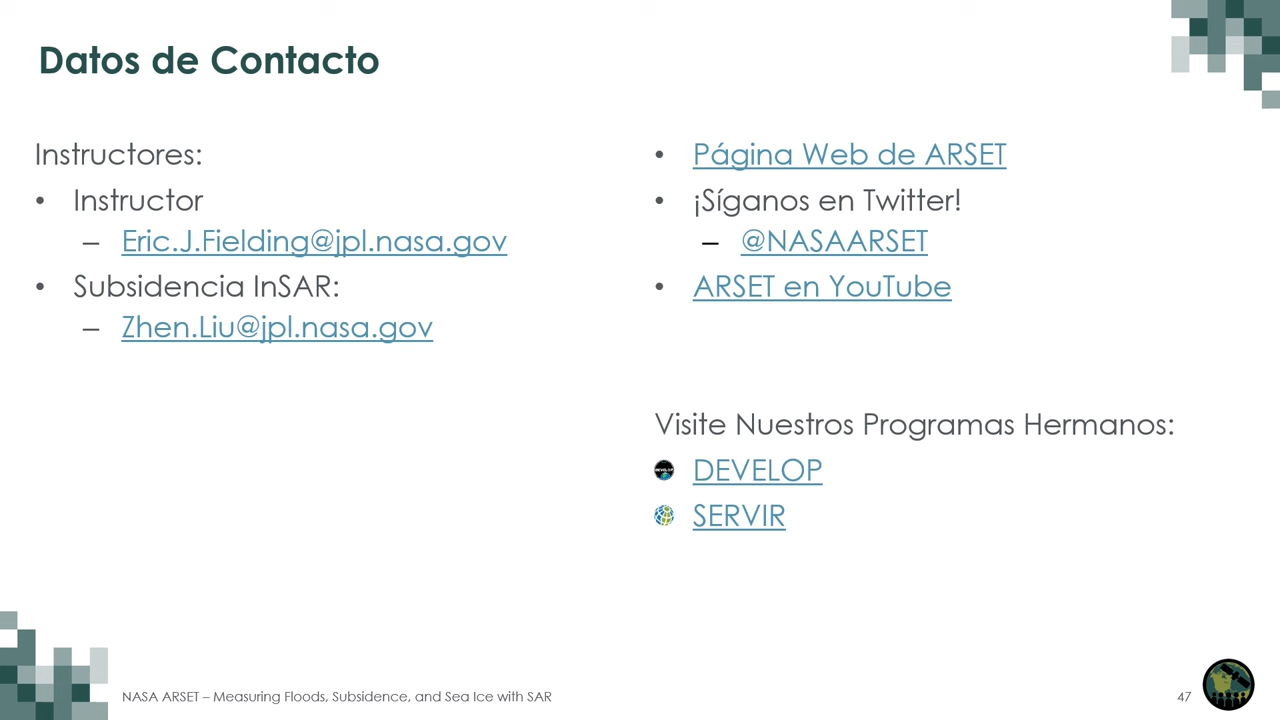 Datos de Contacto
Instructores:
• Instructor
– Eric.J.Fielding@jpl.nasa.gov
• Subsidencia InSAR:
– Zhen.Liu@jpl.nasa.gov
• Página Web de ARSET
• ¡Síganos en Twitter!
– @NASAARSET
• ARSET en YouTube
Visite Nuestros Programas Hermanos:
DEVELOP
DEVELOP
SERVIR
NASA ARSET – Measuring Floods, Subsidence, and Sea Ice with SAR
47